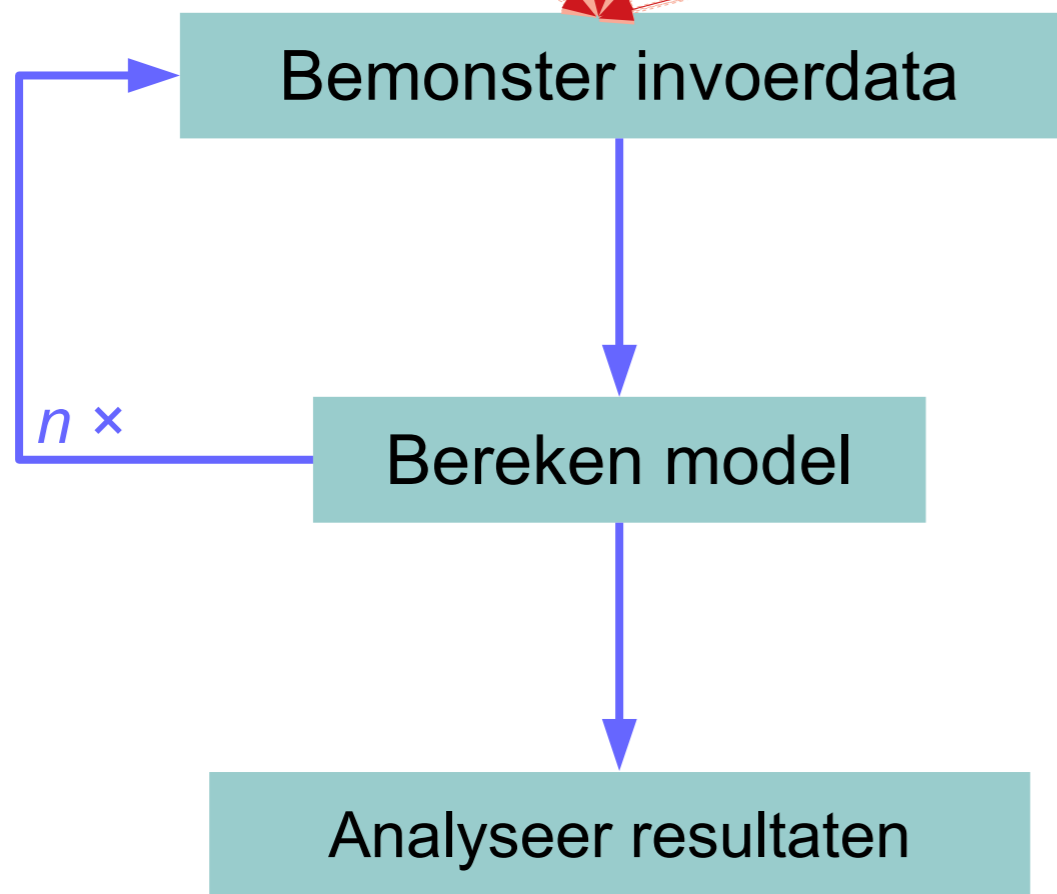 Bemonster invoerdata
n ×
Bereken model
Analyseer resultaten